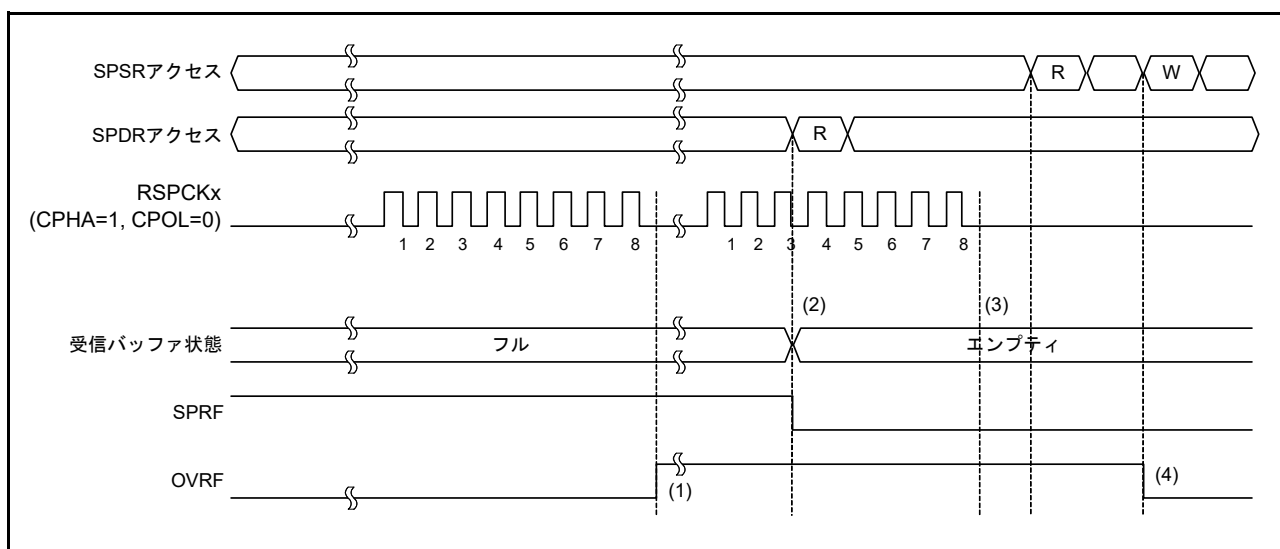 SPSRアクセス
R
W
SPDRアクセス
R
RSPCKx
(CPHA=1, CPOL=0)
1 2 3 4 5 6 7 8 1 2 3 4 5 6 7 8
(2) (3)
受信バッファ状態 フル エンプティ
SPRF
OVRF
(1) (4)